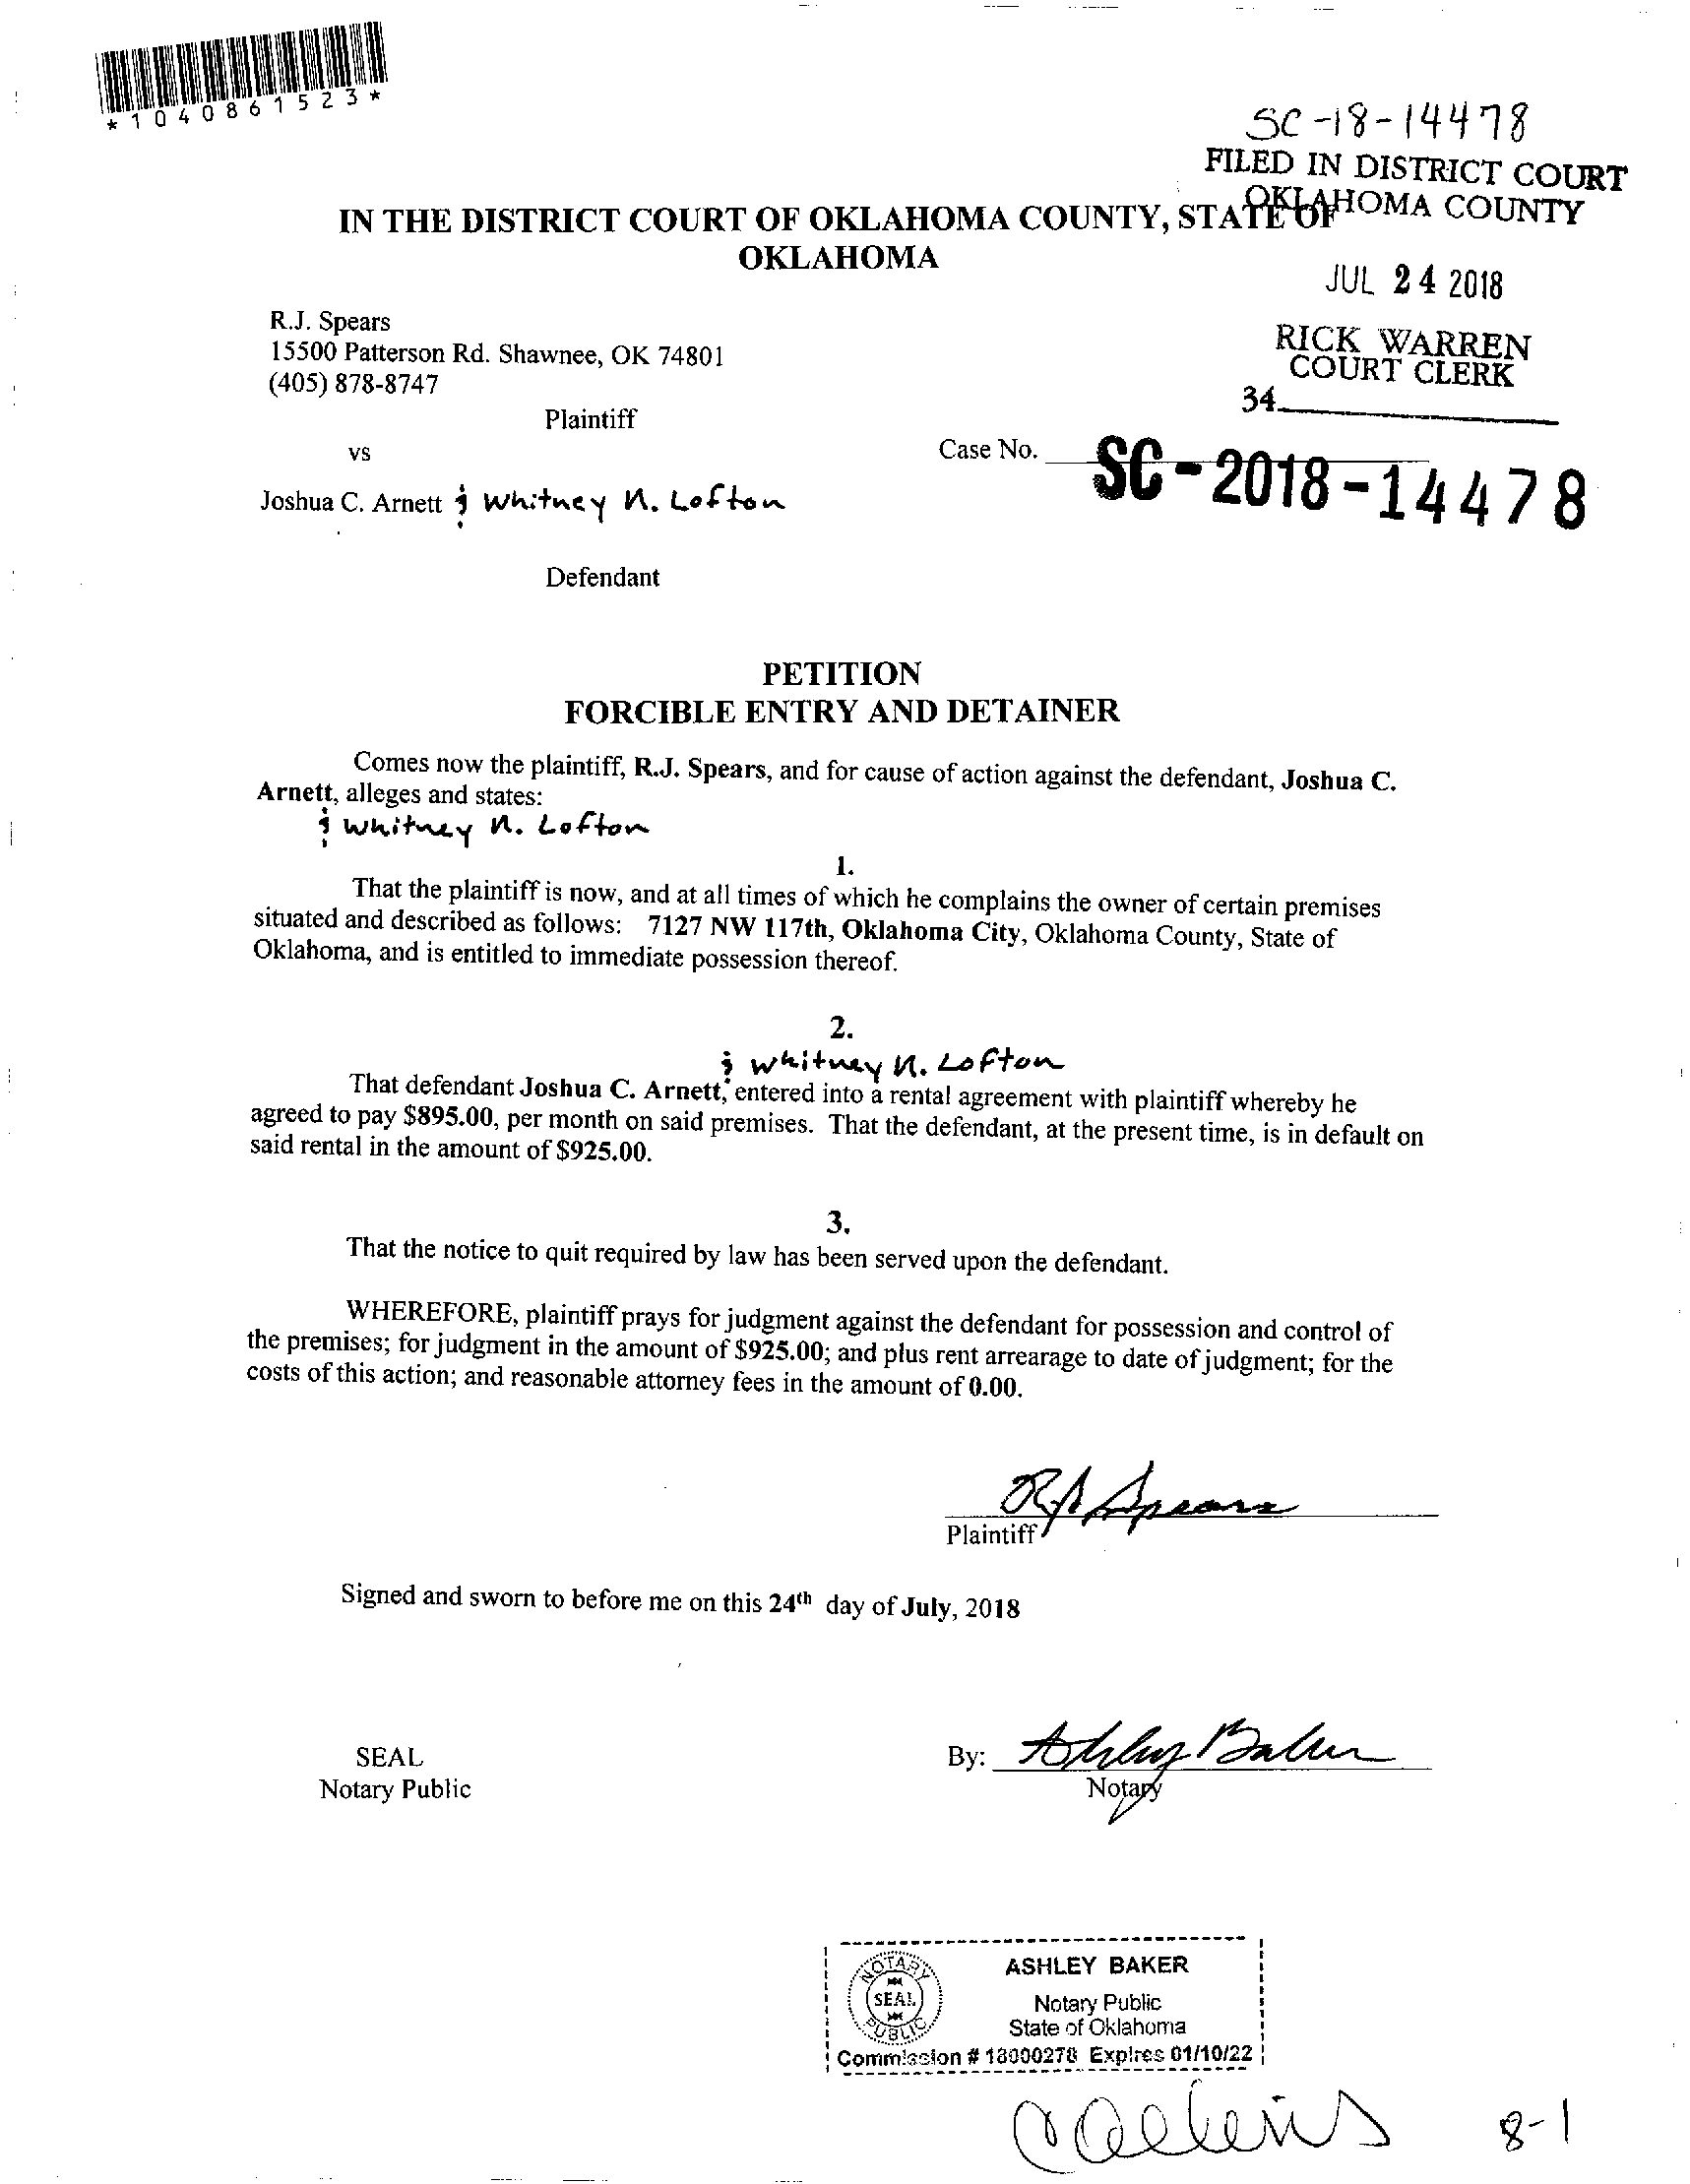 *1040861523*
SC-18-14478
FILED IN DISTRICT COURT
OKLAHOMA COUNTY
IN THE DISTRICT COURT OF OKLAHOMA COUNTY, STATE OF
OKLAHOMA
JUL 24 2018
R.J. Spears
15500 Patterson Rd. Shawnee, OK 74801
(405) 878-8747
RICK WARREN
COURT CLERK
34
Plaintiff
vs
Case No. SC-2018-14478
Joshua C. Arnett & Whitney N. Lofton
Defendant
PETITION
FORCIBLE ENTRY AND DETAINER
Comes now the plaintiff, R.J. Spears, and for cause of action against the defendant, Joshua C.
Arnett, alleges and states:
& Whitney N. Lofton
1.
That the plaintiff is now, and at all times of which he complains the owner of certain premises
situated and described as follows: 7127 NW 117th, Oklahoma City, Oklahoma County, State of
Oklahoma, and is entitled to immediate possession thereof.
2.
& Whitney N. Lofton
That defendant Joshua C. Arnett, entered into a rental agreement with plaintiff whereby he
agreed to pay $895.00, per month on said premises. That the defendant, at the present time, is in default on
said rental in the amount of $925.00.
3.
That the notice to quit required by law has been served upon the defendant.
WHEREFORE, plaintiff prays for judgment against the defendant for possession and control of
the premises; for judgment in the amount of $925.00; and plus rent arrearage to date of judgment; for the
costs of this action; and reasonable attorney fees in the amount of 0.00.
RJ Spears
Plaintiff
Signed and sworn to before me on this 24th day of July, 2018
SEAL
Notary Public
By: Ashley Baker
Notary
NOTARY
SEAL
PUBLIC
ASHLEY BAKER
Notary Public
State of Oklahoma
Commission # 18000278 Expires 01/10/22
8-1